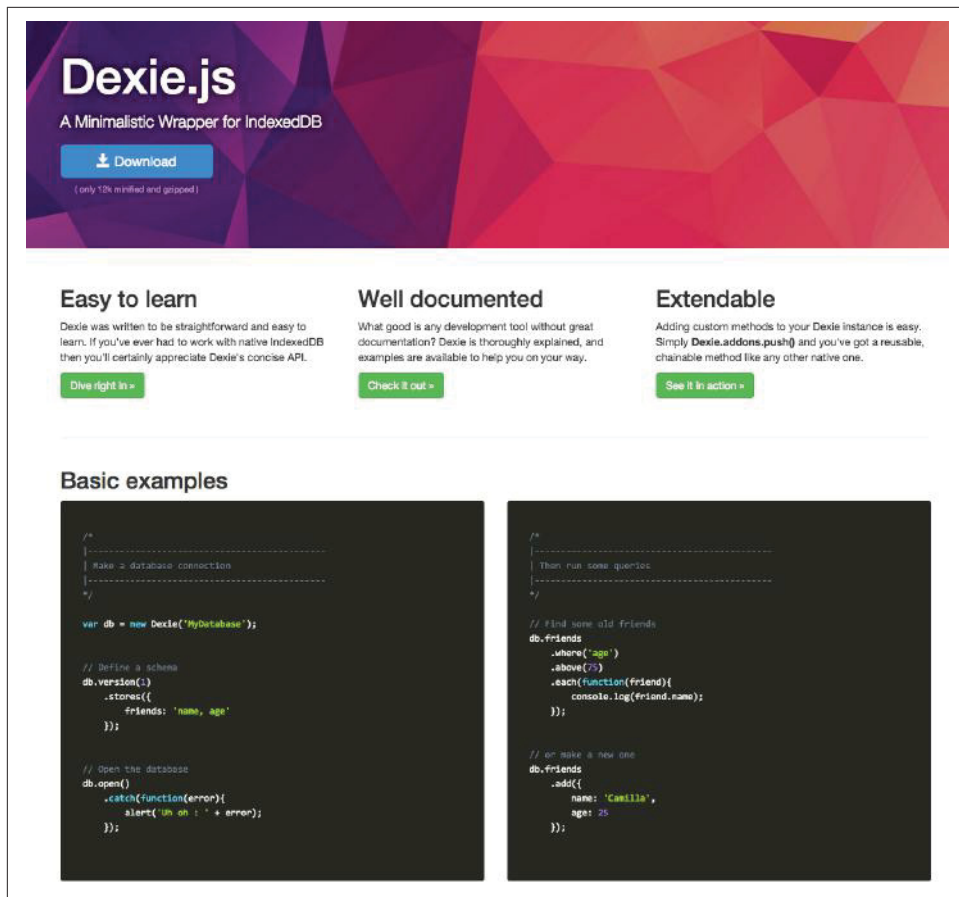 Dexie.js
A Minimalistic Wrapper for IndexedDB
Download
( only 12k minified and gzipped )
Easy to learn
Dexie was written to be straightforward and easy to
learn. If you've ever had to work with native IndexedDB
then you'll certainly appreciate Dexie's concise API.
Dive right in »
Well documented
What good is any development tool without great
documentation? Dexie is thoroughly explained, and
examples are available to help you on your way.
Check it out »
Extendable
Adding custom methods to your Dexie instance is easy.
Simply Dexie.addons.push() and you've got a reusable,
chainable method like any other native one.
See it in action »
Basic examples
/*
|----------------------------------------------
| Make a database connection
|----------------------------------------------
*/
var db = new Dexie('MyDatabase');
// Define a schema
db.version(1)
.stores({
friends: 'name, age'
});
// Open the database
db.open()
.catch(function(error){
alert('Uh oh : ' + error);
});
/*
|----------------------------------------------
| Then run some queries
|----------------------------------------------
*/
// Find some old friends
db.friends
.where('age')
.above(75)
.each(function(friend){
console.log(friend.name);
});
// or make a new one
db.friends
.add({
name: 'Camilla',
age: 25
});